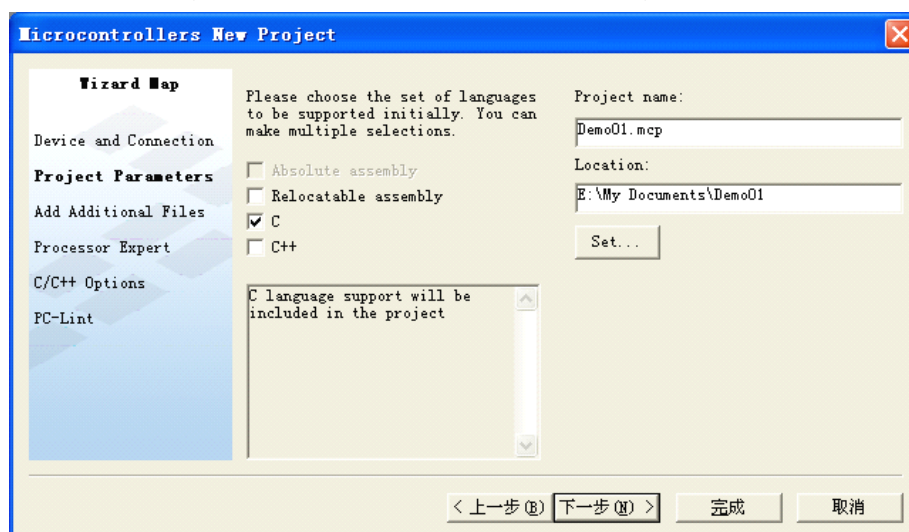 Microcontrollers New Project
Wizard Map
Device and Connection
Project Parameters
Add Additional Files
Processor Expert
C/C++ Options
PC-Lint
Please choose the set of languages
to be supported initially. You can
make multiple selections.
Absolute assembly
Relocatable assembly
C
C++
C language support will be
included in the project
Project name:
Demo01.mcp
Location:
E:\My Documents\Demo01
Set...
< 上一步(B)
下一步(N) >
完成
取消